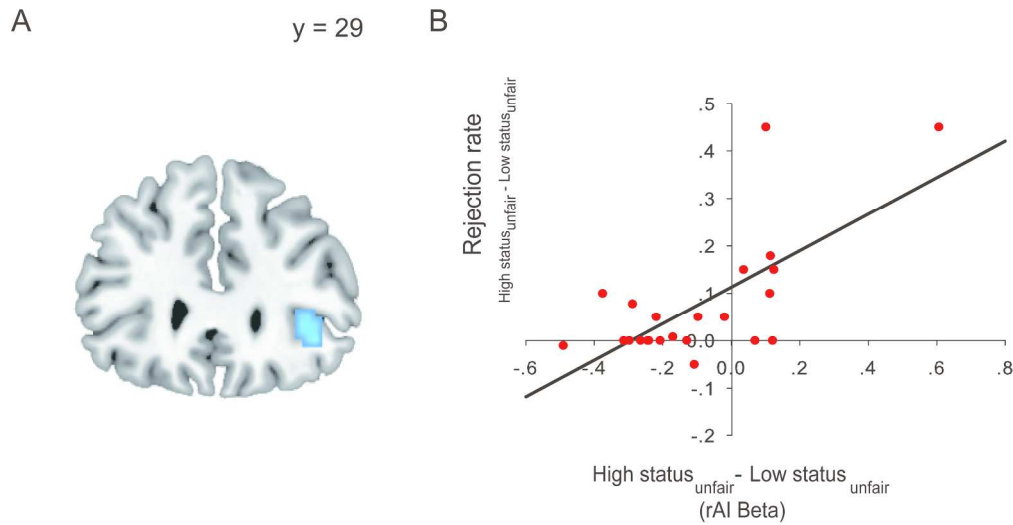 A
y = 29
B
Rejection rate
High status unfair - Low status unfair
.5
.4
.3
.2
.1
0.0
-.1
-.2
-.6
-.4
-.2
0.0
.2
.4
.6
.8
High status unfair - Low status unfair
(rAI Beta)